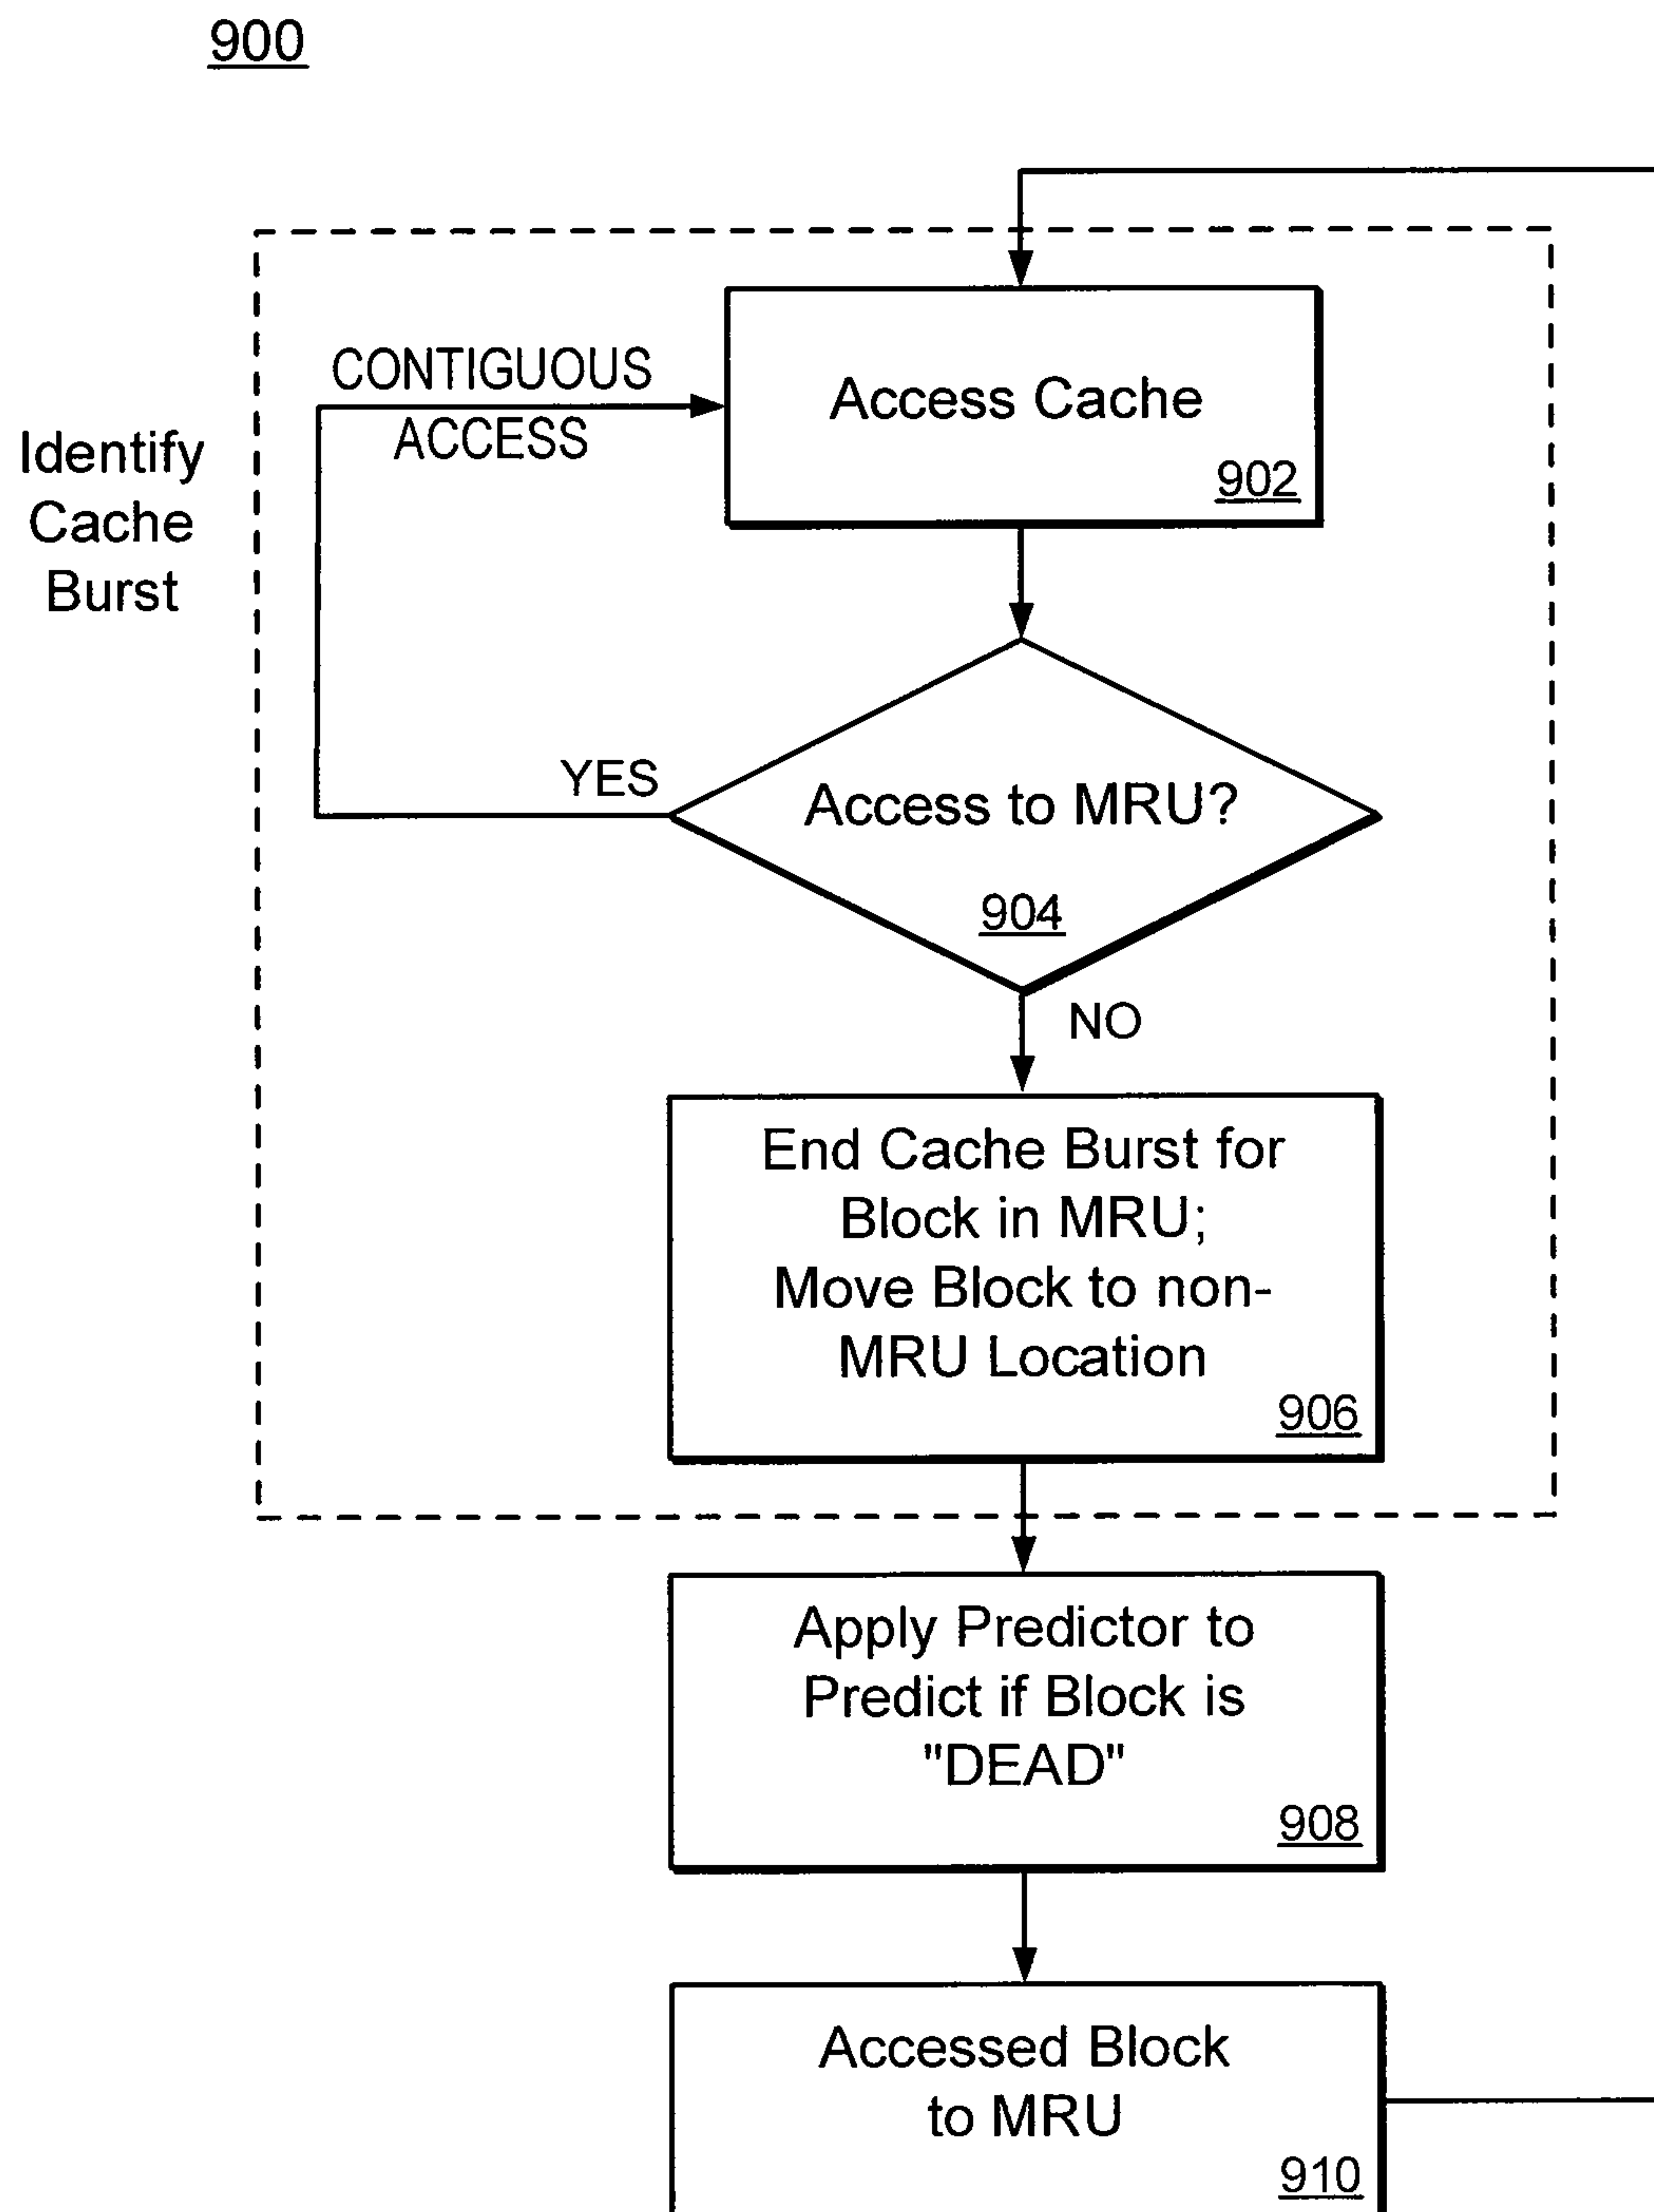 900
CONTIGUOUS
ACCESS
Access Cache
902
Identify
Cache
Burst
YES
Access to MRU?
904
NO
End Cache Burst for
Block in MRU;
Move Block to non-
MRU Location
906
Apply Predictor to
Predict if Block is
"DEAD"
908
Accessed Block
to MRU
910